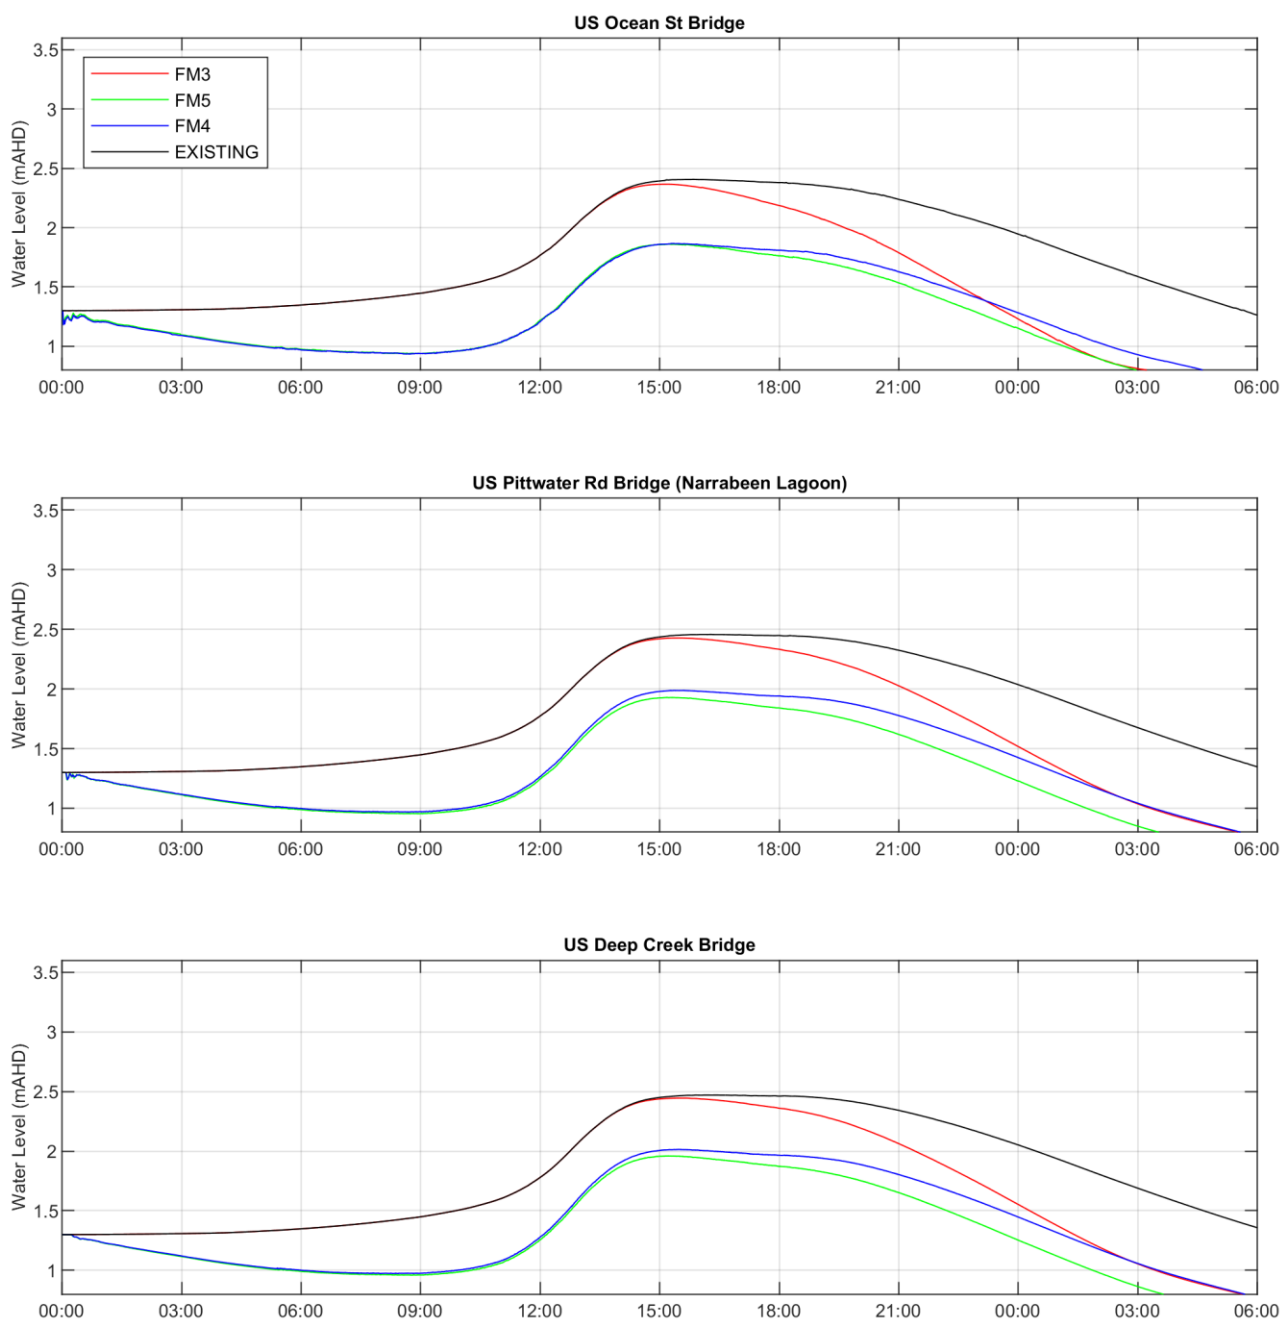 US Ocean St Bridge
3.5
3
2.5
2
1.5
1
Water Level (mAHD)
FM3
FM5
FM4
EXISTING
00:00 03:00 06:00 09:00 12:00 15:00 18:00 21:00 00:00 03:00 06:00
US Pittwater Rd Bridge (Narrabeen Lagoon)
3.5
3
2.5
2
1.5
1
Water Level (mAHD)
00:00 03:00 06:00 09:00 12:00 15:00 18:00 21:00 00:00 03:00 06:00
US Deep Creek Bridge
3.5
3
2.5
2
1.5
1
Water Level (mAHD)
00:00 03:00 06:00 09:00 12:00 15:00 18:00 21:00 00:00 03:00 06:00